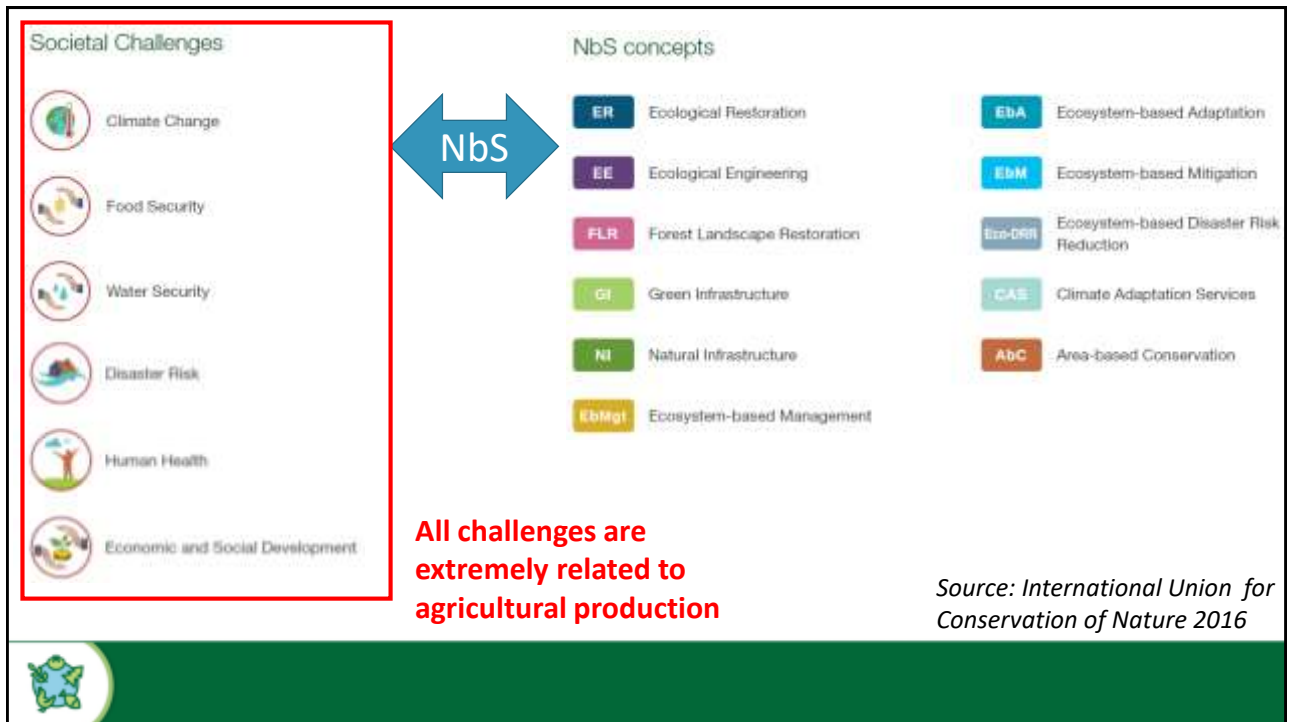 Societal Challenges
Climate Change
Food Security
Water Security
Disaster Risk
Human Health
Economic and Social Development
NbS
NbS concepts
ER
Ecological Restoration
EE
Ecological Engineering
FLR
Forest Landscape Restoration
GI
Green Infrastructure
NI
Natural Infrastructure
EbMgt
Ecosystem-based Management
EbA
Ecosystem-based Adaptation
EbM
Ecosystem-based Mitigation
Eco-DRR
Ecosystem-based Disaster Risk
Reduction
CAS
Climate Adaptation Services
AbC
Area-based Conservation
All challenges are
extremely related to
agricultural production
Source: International Union for
Conservation of Nature 2016